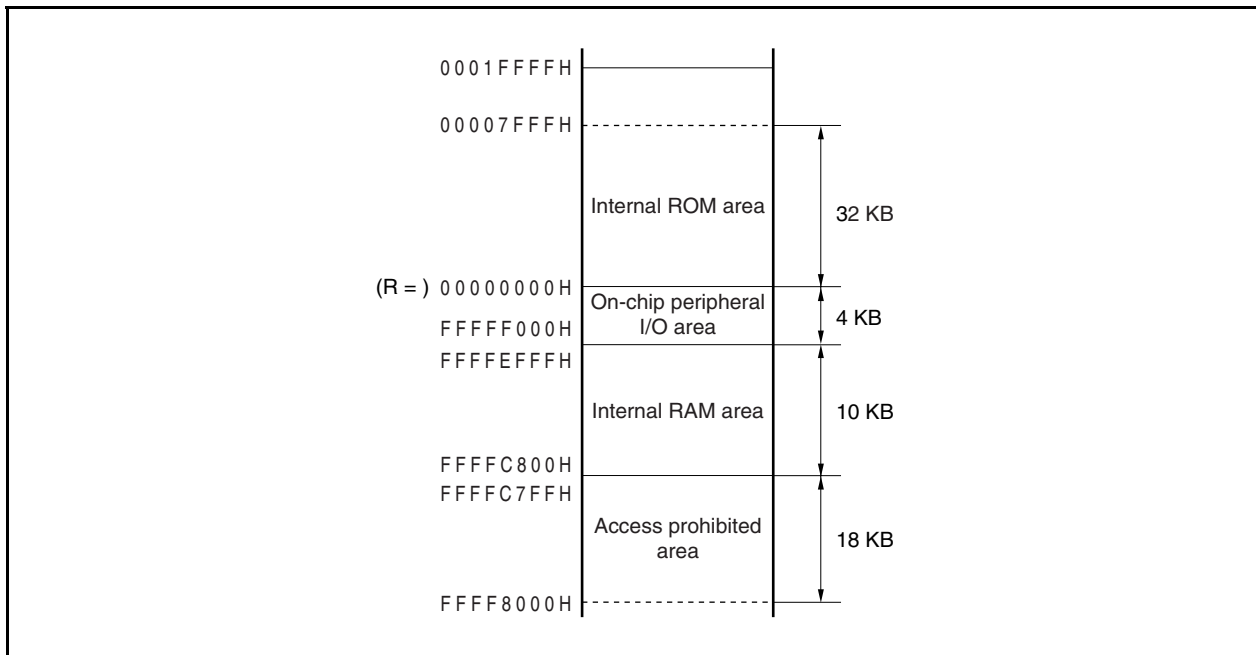 0001FFFFH
00007FFFH
Internal ROM area
32 KB
(R = ) 00000000H
On-chip peripheral
I/O area
4 KB
FFFFF000H
FFFFEFFFH
Internal RAM area
10 KB
FFFFC800H
FFFFC7FFH
Access prohibited
area
18 KB
FFFF8000H